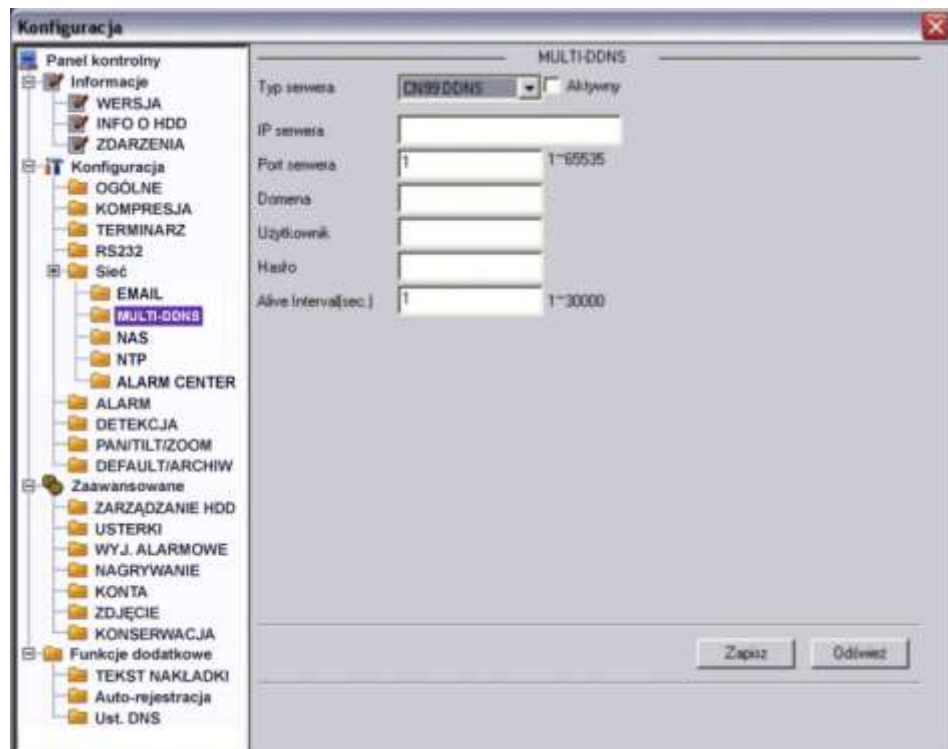 Konfiguracja
Panel kontrolny
Informacje
WERSJA
INFO O HDD
ZDARZENIA
Konfiguracja
OGÓLNE
KOMPRESJA
TERMINARZ
RS232
Sieć
EMAIL
MULTI-DDNS
NAS
NTP
ALARM CENTER
ALARM
DETEKCJA
PAN/TILT/ZOOM
DEFAULT/ARCHIW
Zaawansowane
ZARZĄDZANIE HDD
USTERKI
WYJ. ALARMOWE
NAGRYWANIE
KONTA
ZDJĘCIE
KONSERWACJA
Funkcje dodatkowe
TEKST NAKŁADKI
Auto-rejestracja
Ust. DNS
MULTI-DDNS
Typ serwera CN99 DDNS Aktywny
IP serwera
Port serwera 1 1~65535
Domena
Użytkownik
Hasło
Alive Interval(sec.) 1 1~30000
Zapisz Odśwież